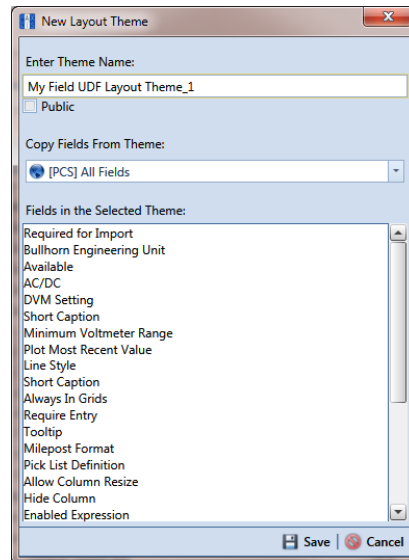 New Layout Theme
Enter Theme Name:
My Field UDF Layout Theme_1
Public
Copy Fields From Theme:
[PCS] All Fields
Fields in the Selected Theme:
Required for Import
Bullhorn Engineering Unit
Available
AC/DC
DVM Setting
Short Caption
Minimum Voltmeter Range
Plot Most Recent Value
Line Style
Short Caption
Always In Grids
Require Entry
Tooltip
Milepost Format
Pick List Definition
Allow Column Resize
Hide Column
Enabled Expression
Save | Cancel